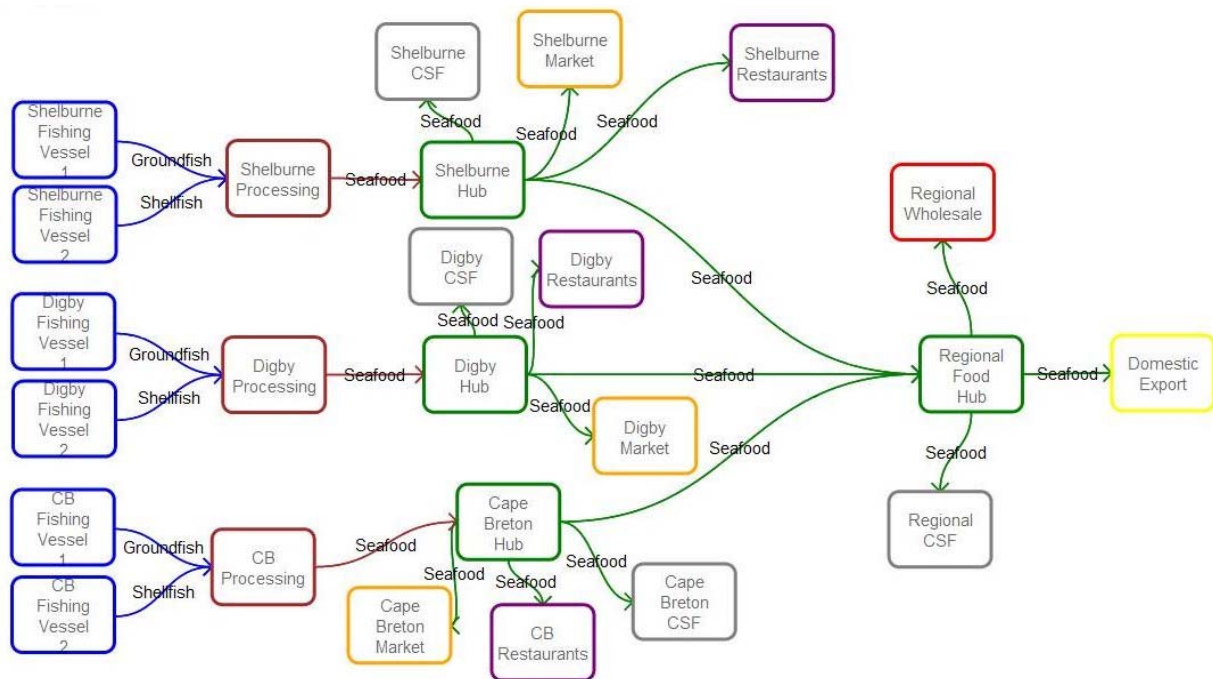 Shelburne
CSF
Shelburne
Market
Shelburne
Restaurants
Seafood
Seafood
Seafood
Shelburne
Fishing
Vessel
1
Groundfish
Shelburne
Fishing
Vessel
2
Shellfish
Shelburne
Processing
Seafood
Shelburne
Hub
Seafood
Regional
Wholesale
Seafood
Digby
CSF
Digby
Restaurants
Seafood
Seafood
Digby
Fishing
Vessel
1
Groundfish
Digby
Fishing
Vessel
2
Shellfish
Digby
Processing
Seafood
Digby
Hub
Seafood
Seafood
Digby
Market
Regional
Food
Hub
Seafood
Domestic
Export
Seafood
Regional
CSF
CB
Fishing
Vessel
1
Groundfish
CB
Fishing
Vessel
2
Shellfish
CB
Processing
Seafood
Cape
Breton
Hub
Seafood
Seafood
Seafood
Seafood
Cape
Breton
Market
CB
Restaurants
Cape
Breton
CSF